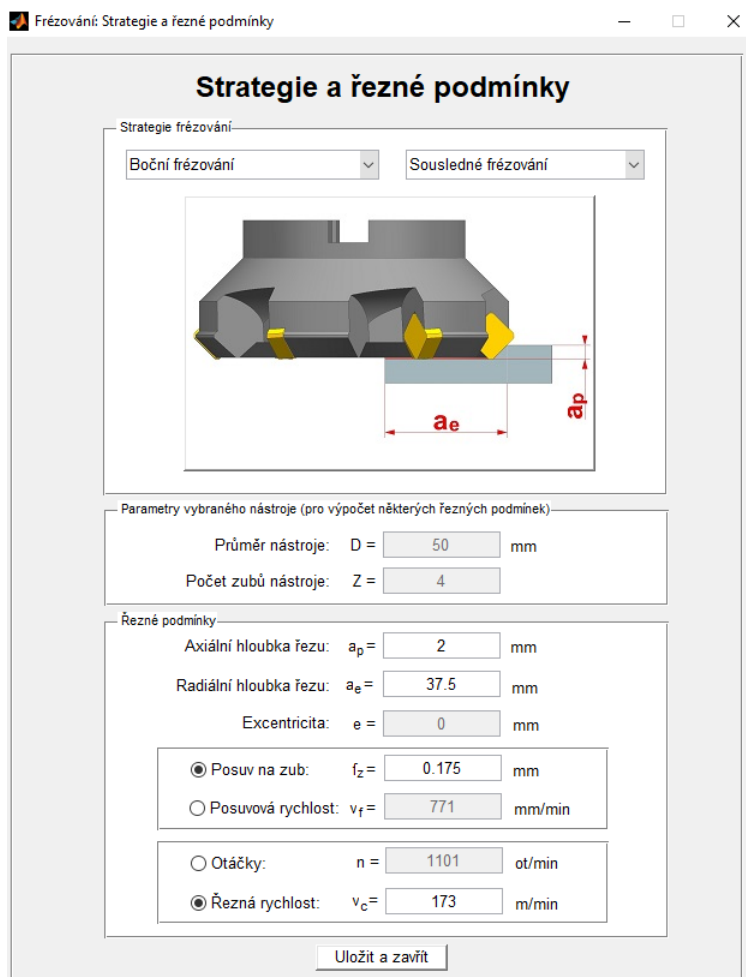 Frézování: Strategie a řezné podmínky
Strategie a řezné podmínky
Strategie frézování
Boční frézování Sousledné frézování
ap
ae
Parametry vybraného nástroje (pro výpočet některých řezných podmínek)
Průměr nástroje: D = 50 mm
Počet zubů nástroje: Z = 4
Řezné podmínky
Axiální hloubka řezu: ap= 2 mm
Radiální hloubka řezu: ae= 37.5 mm
Excentricita: e = 0 mm
Posuv na zub: fz= 0.175 mm
Posuvová rychlost: vf= 771 mm/min
Otáčky: n = 1101 ot/min
Řezná rychlost: vc= 173 m/min
Uložit a zavřít